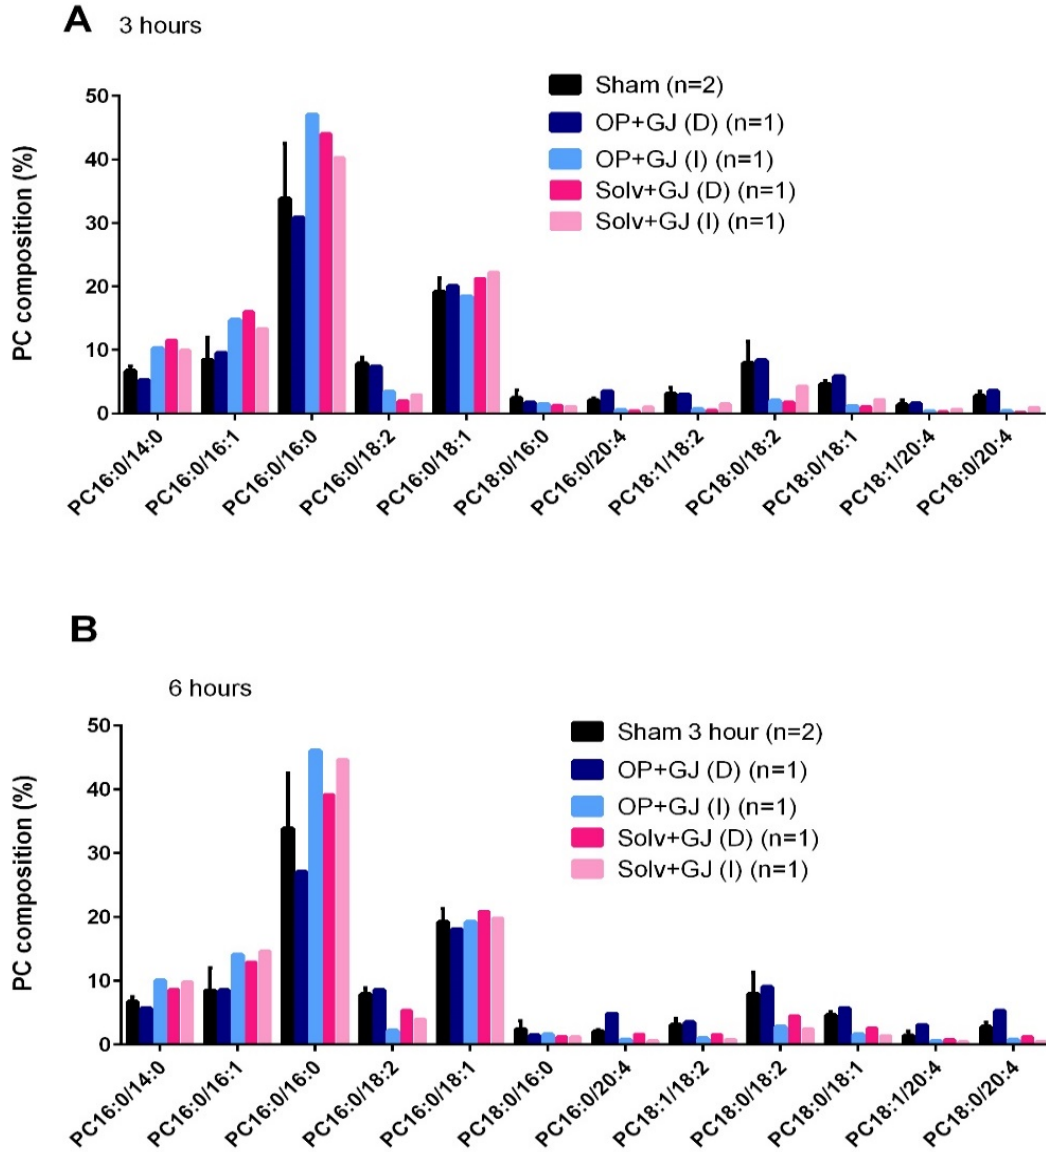 A 3 hours
PC composition (%)
50
40
30
20
10
0
Sham (n=2)
OP+GJ (D) (n=1)
OP+GJ (I) (n=1)
Solv+GJ (D) (n=1)
Solv+GJ (I) (n=1)
PC16:0/14:0
PC16:0/16:1
PC16:0/16:0
PC16:0/18:2
PC16:0/18:1
PC18:0/16:0
PC16:0/20:4
PC18:1/18:2
PC18:0/18:2
PC18:0/18:1
PC18:1/20:4
PC18:0/20:4
B
6 hours
PC composition (%)
50
40
30
20
10
0
Sham 3 hour (n=2)
OP+GJ (D) (n=1)
OP+GJ (I) (n=1)
Solv+GJ (D) (n=1)
Solv+GJ (I) (n=1)
PC16:0/14:0
PC16:0/16:1
PC16:0/16:0
PC16:0/18:2
PC16:0/18:1
PC18:0/16:0
PC16:0/20:4
PC18:1/18:2
PC18:0/18:2
PC18:0/18:1
PC18:1/20:4
PC18:0/20:4